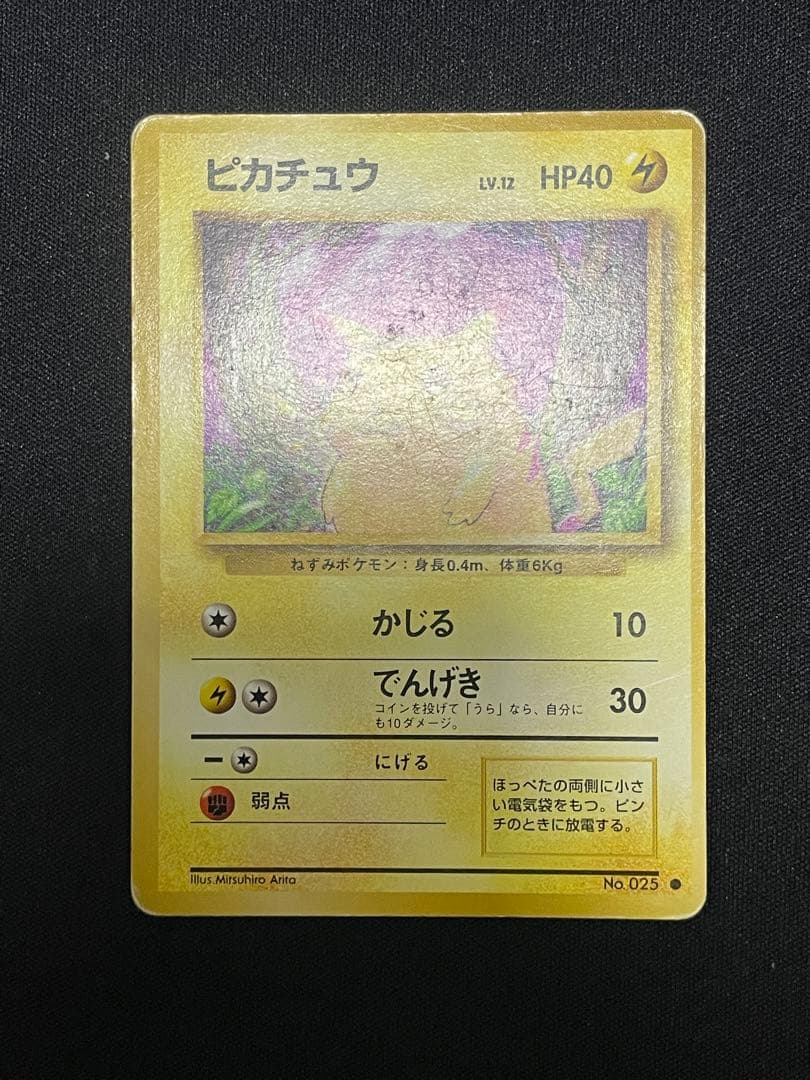 ピカチュウ LV.12 HP40
ねずみポケモン：身長0.4m、体重6Kg
かじる 10
でんげき 30
コインを投げて「うら」なら、自分に
も10ダメージ。
にげる
弱点
ほっぺたの両側に小さ
い電気袋をもつ。ピン
チのときに放電する。
Illus.Mitsuhiro Arita
No.025 ●